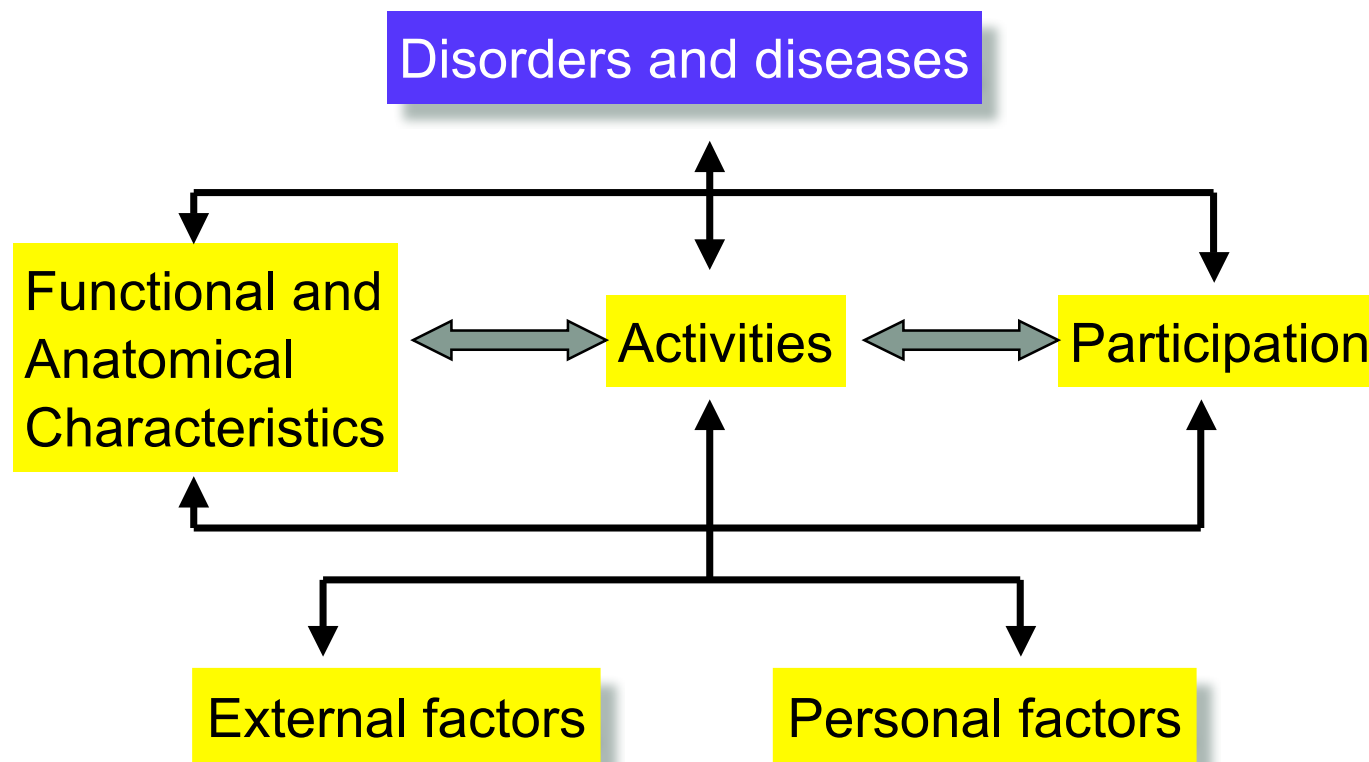 Disorders and diseases
Functional and
Anatomical
Characteristics
Activities
Participation
External factors
Personal factors